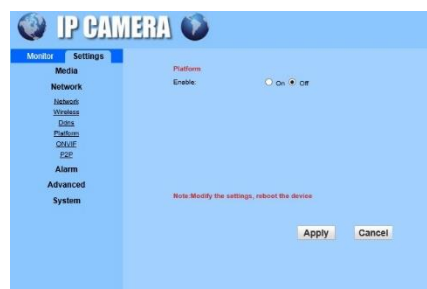 IP CAMERA
Monitor Settings
Media
Network
Network
Wireless
Ddns
Platform
ONVIF
P2P
Alarm
Advanced
System
Platform
Enable: On Off
Note:Modify the settings, reboot the device
Apply Cancel